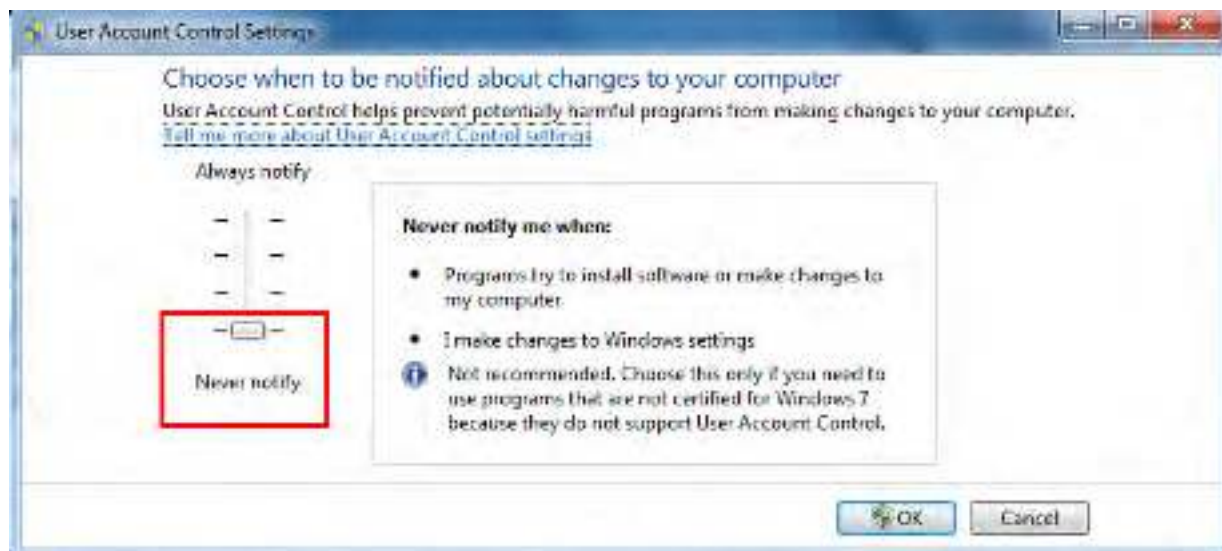 User Account Control Settings
Choose when to be notified about changes to your computer
User Account Control helps prevent potentially harmful programs from making changes to your computer.
Tell me more about User Account Control settings
Always notify
Never notify me when:
• Programs try to install software or make changes to
my computer
• I make changes to Windows settings
Never notify
Not recommended. Choose this only if you need to
use programs that are not certified for Windows 7
because they do not support User Account Control.
OK
Cancel